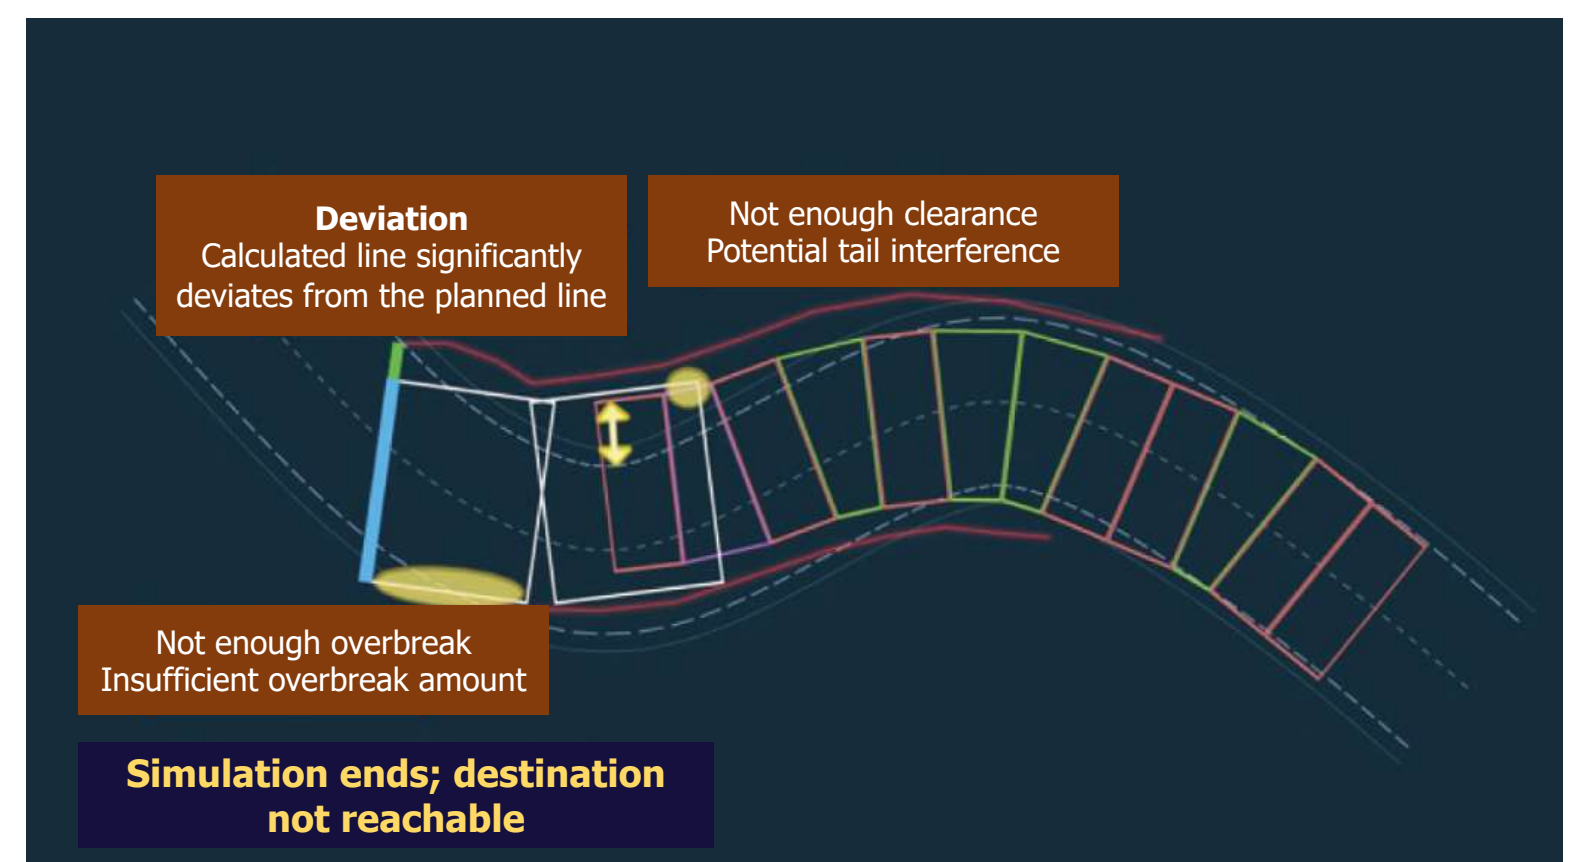 Deviation
Calculated line significantly
deviates from the planned line
Not enough clearance
Potential tail interference
Not enough overbreak
Insufficient overbreak amount
Simulation ends; destination
not reachable